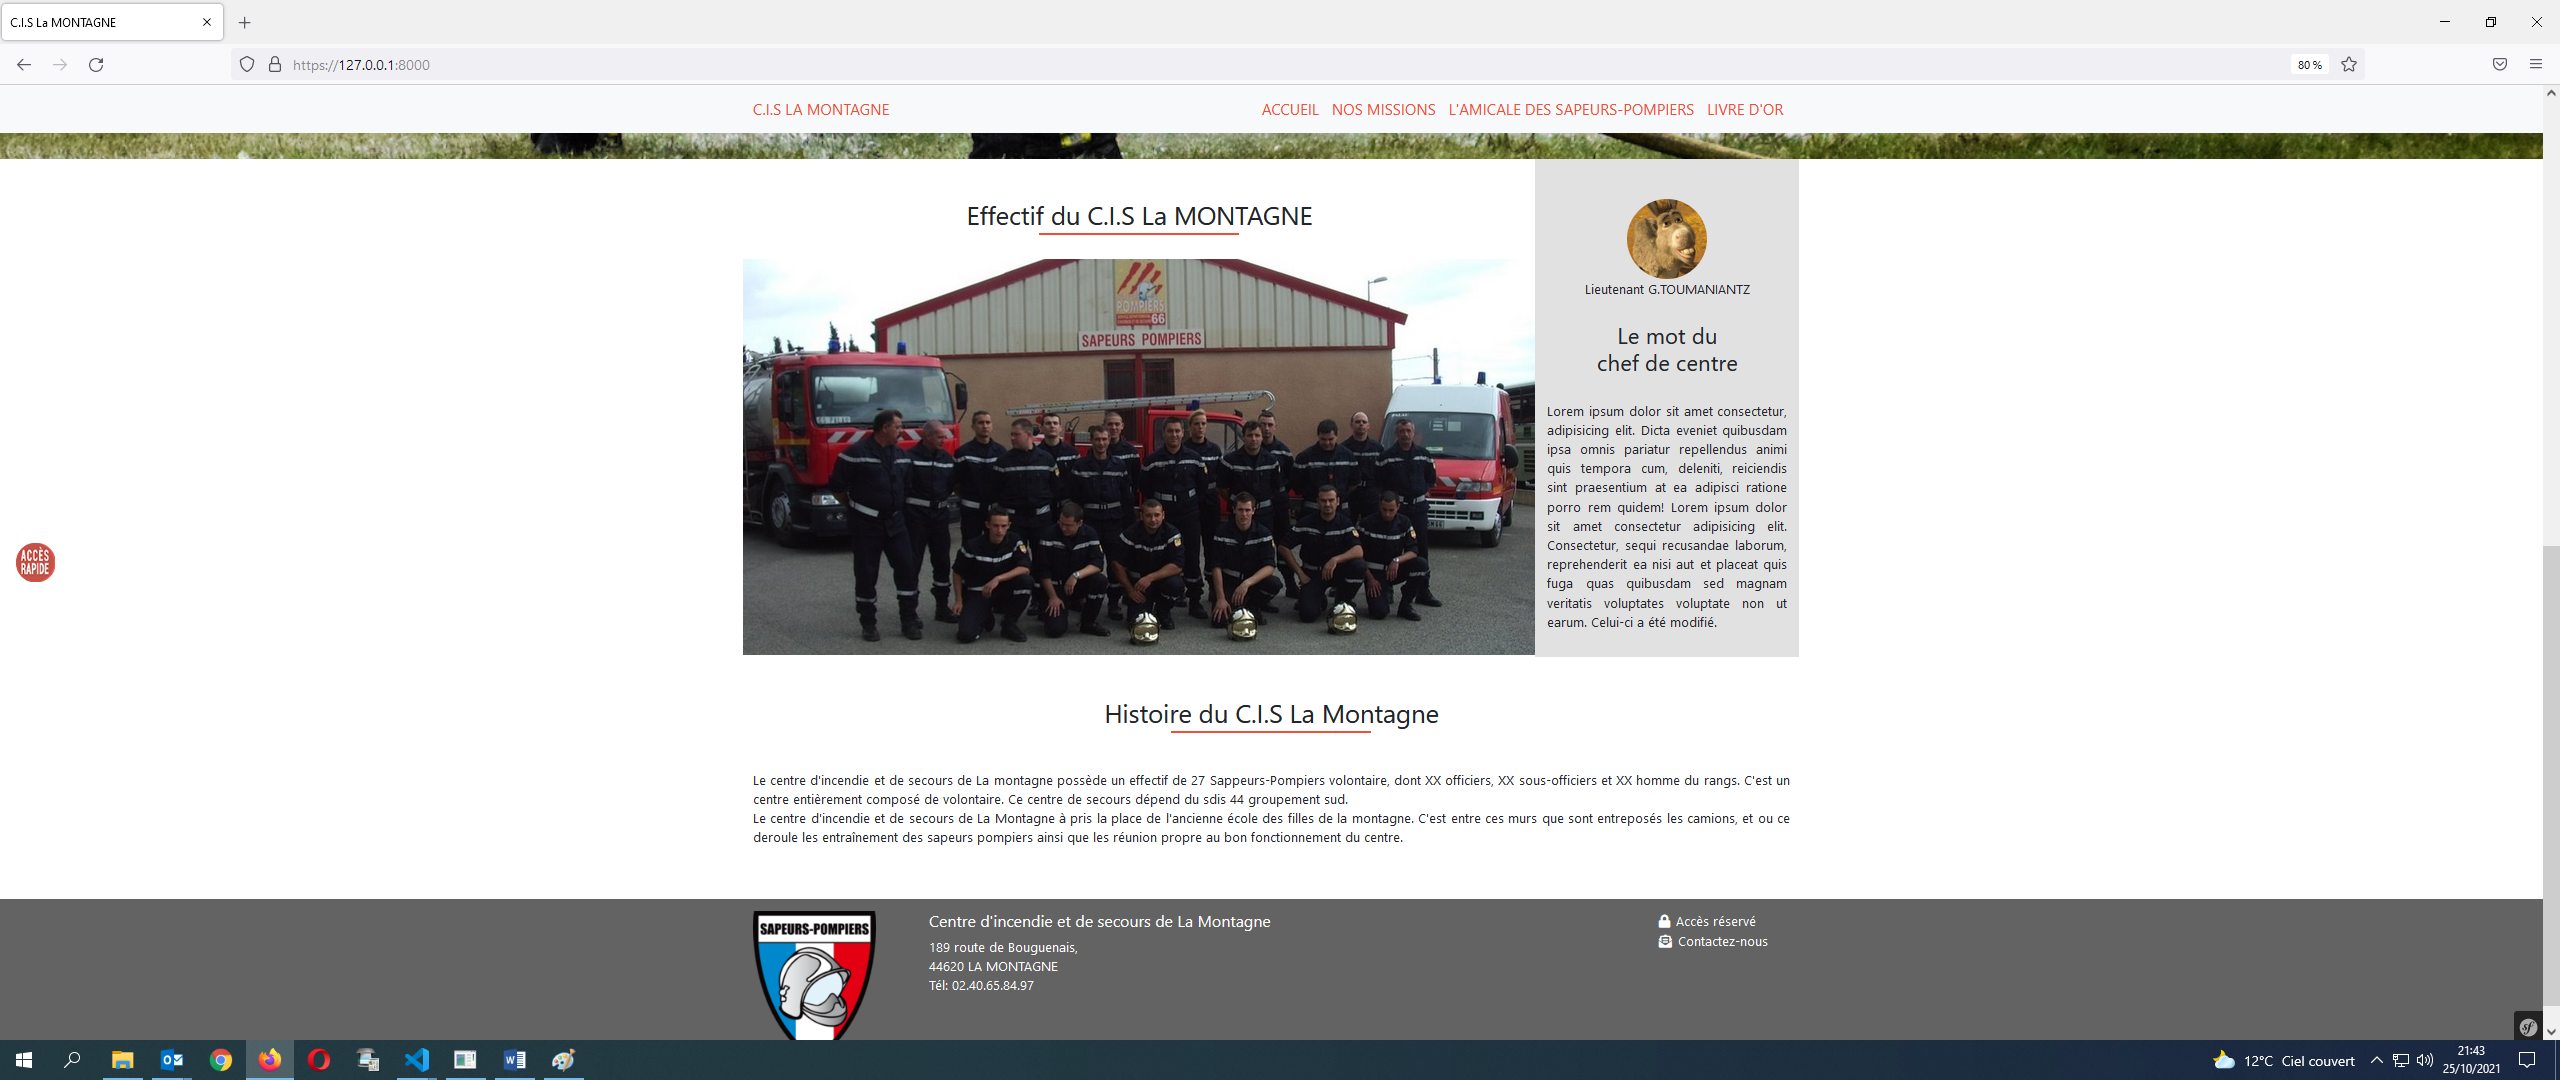 C.I.S La MONTAGNE
https://127.0.0.1:8000
80 %
C.I.S LA MONTAGNE
ACCUEIL NOS MISSIONS L'AMICALE DES SAPEURS-POMPIERS LIVRE D'OR
Effectif du C.I.S La MONTAGNE
POMPIERS
66
SAPEURS POMPIERS
Lieutenant G.TOUMANIANTZ
Le mot du
chef de centre
Lorem ipsum dolor sit amet consectetur,
adipisicing elit. Dicta eveniet quibusdam
ipsa omnis pariatur repellendus animi
quis tempora cum, deleniti, reiciendis
sint praesentium at ea adipisci ratione
porro rem quidem! Lorem ipsum dolor
sit amet consectetur adipisicing elit.
Consectetur, sequi recusandae laborum,
reprehenderit ea nisi aut et placeat quis
fuga quas quibusdam sed magnam
veritatis voluptates voluptate non ut
earum. Celui-ci a été modifié.
ACCÈS
RAPIDE
Histoire du C.I.S La Montagne
Le centre d'incendie et de secours de La montagne possède un effectif de 27 Sappeurs-Pompiers volontaire, dont XX officiers, XX sous-officiers et XX homme du rangs. C'est un
centre entièrement composé de volontaire. Ce centre de secours dépend du sdis 44 groupement sud.
Le centre d'incendie et de secours de La Montagne à pris la place de l'ancienne école des filles de la montagne. C'est entre ces murs que sont entreposés les camions, et ou ce
deroule les entraînement des sapeurs pompiers ainsi que les réunion propre au bon fonctionnement du centre.
SAPEURS-POMPIERS
Centre d'incendie et de secours de La Montagne
189 route de Bouguenais,
44620 LA MONTAGNE
Tél: 02.40.65.84.97
Accès réservé
Contactez-nous
12°C Ciel couvert
21:43
25/10/2021